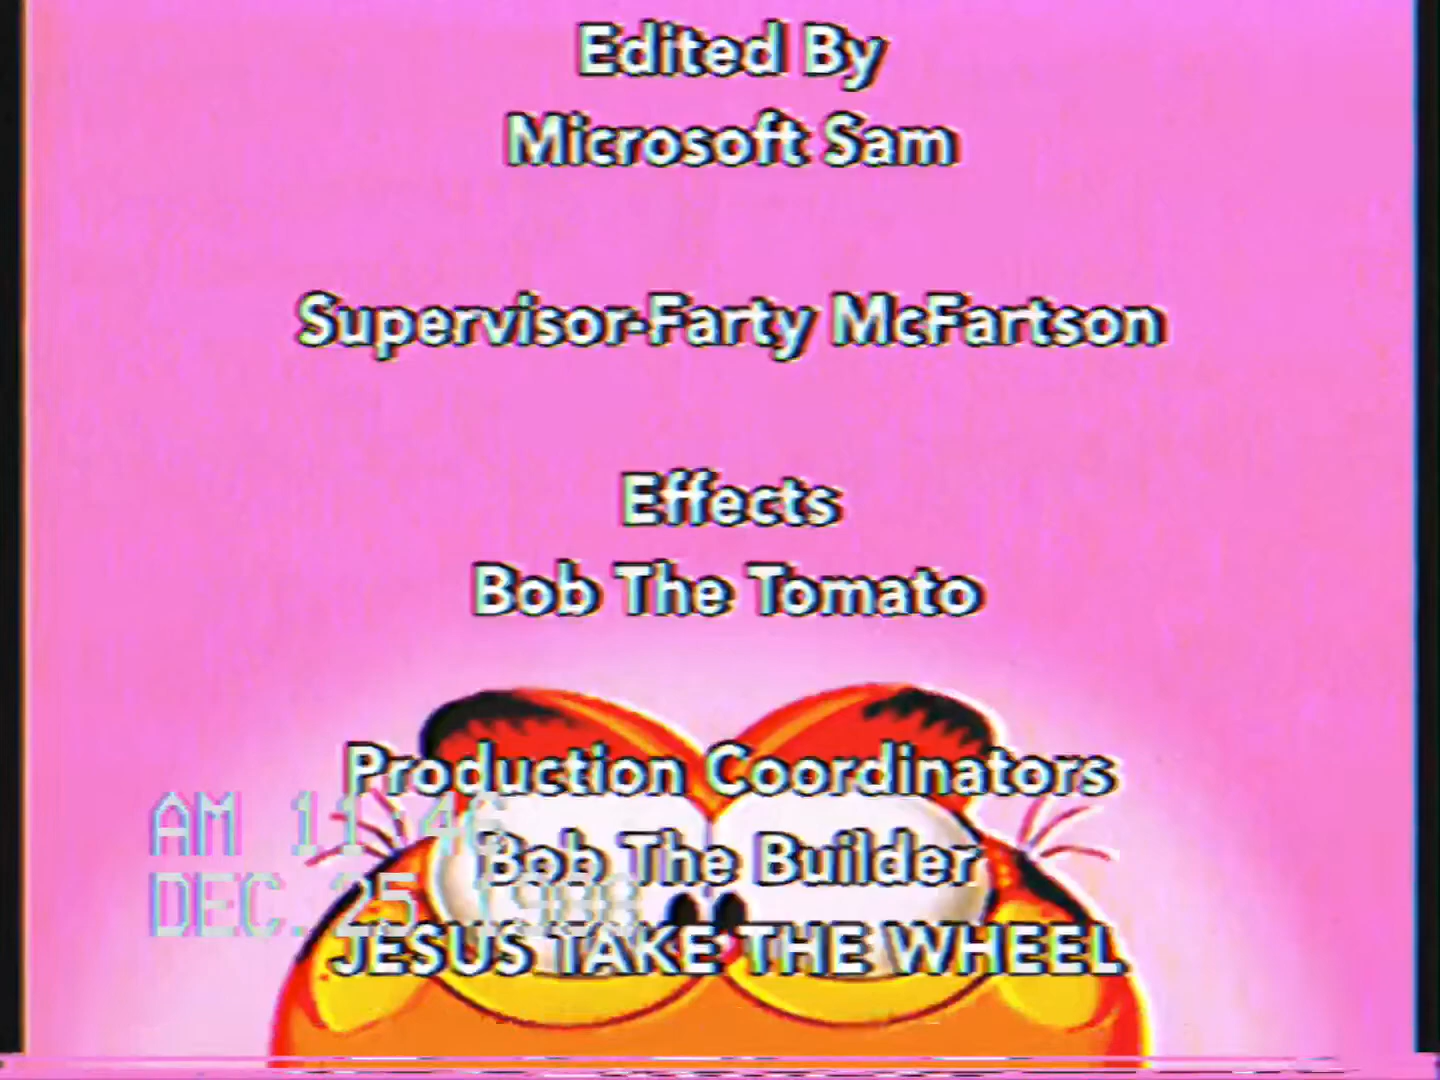 Edited By
Microsoft Sam
Supervisor-Farty McFartson
Effects
Bob The Tomato
Production Coordinators
AM 11:46
Bob The Builder
DEC. 25
JESUS TAKE THE WHEEL